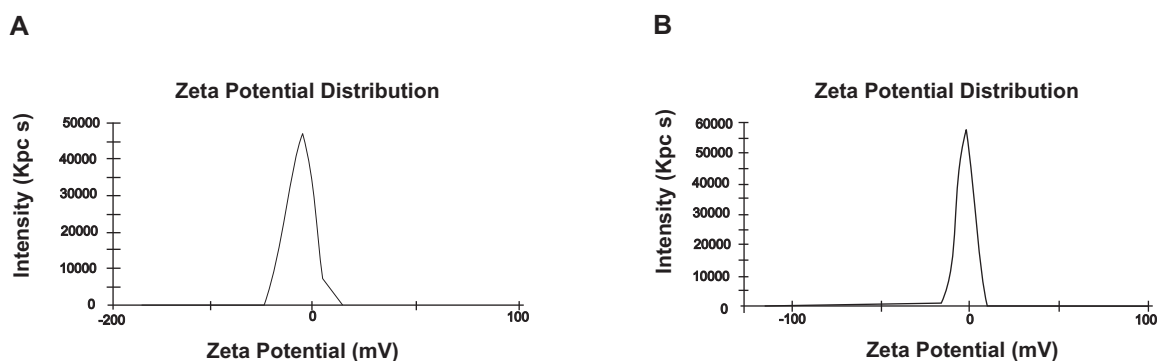 A
Zeta Potential Distribution
Intensity (Kpc s)
50000
40000
30000
20000
10000
0
-200
0
100
Zeta Potential (mV)
B
Zeta Potential Distribution
Intensity (Kpc s)
60000
50000
40000
30000
20000
10000
0
-100
0
100
Zeta Potential (mV)